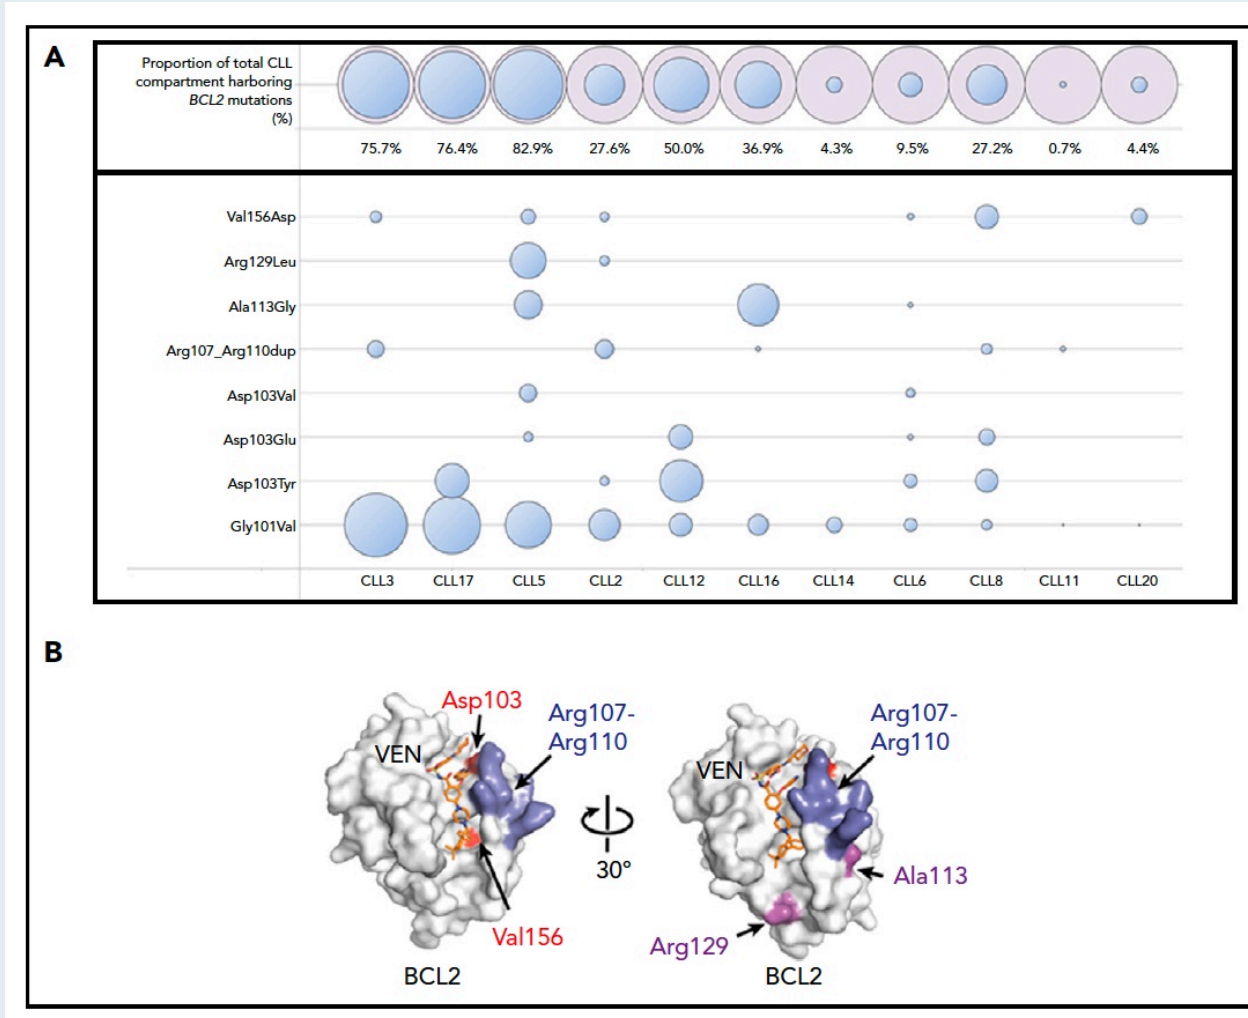 A
Proportion of total CLL
compartment harboring
BCL2 mutations
(%)
75.7% 76.4% 82.9% 27.6% 50.0% 36.9% 4.3% 9.5% 27.2% 0.7% 4.4%
Val156Asp
Arg129Leu
Ala113Gly
Arg107_Arg110dup
Asp103Val
Asp103Glu
Asp103Tyr
Gly101Val
CLL3 CLL17 CLL5 CLL2 CLL12 CLL16 CLL14 CLL6 CLL8 CLL11 CLL20
B
Asp103
Arg107-
Arg110
VEN
Val156
BCL2
30°
Arg107-
Arg110
VEN
Ala113
Arg129
BCL2